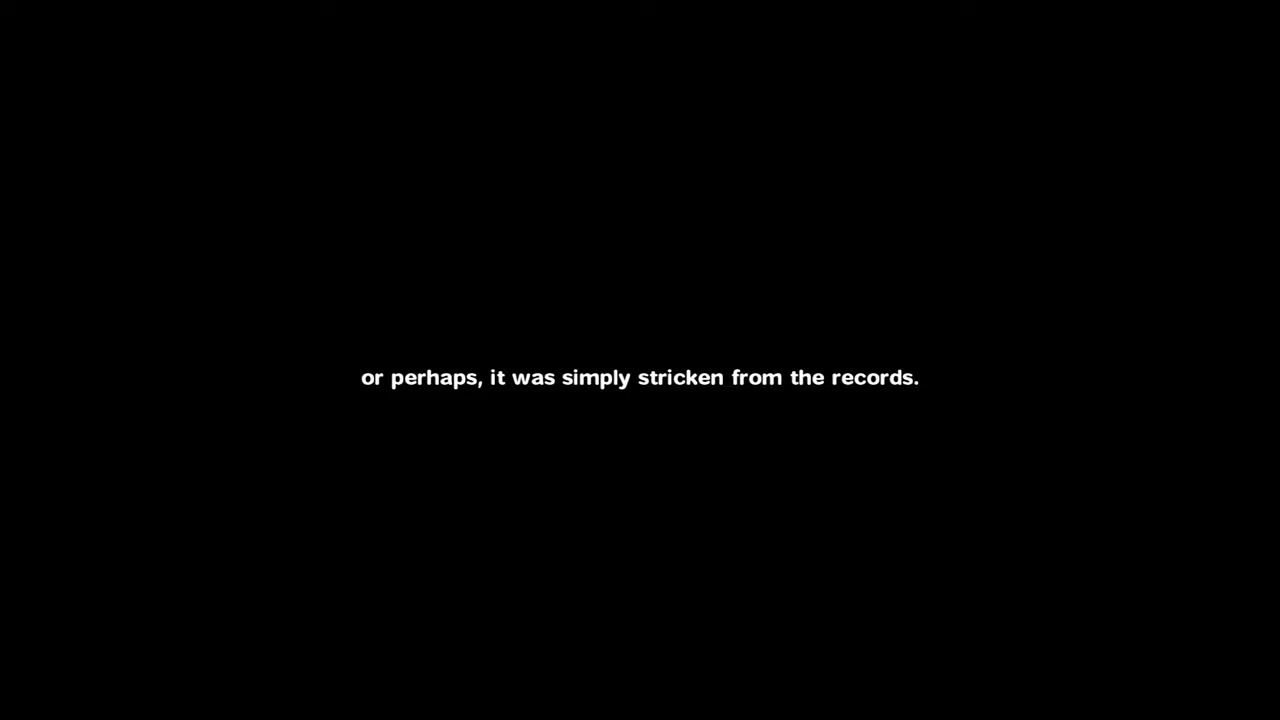 or perhaps, it was simply stricken from the records.